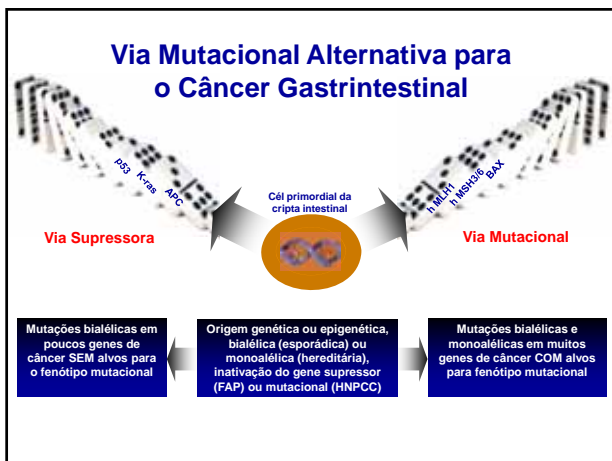 Via Mutacional Alternativa para
o Câncer Gastrintestinal
p53
K-ras
APC
Cél primordial da
cripta intestinal
h MLH1
h MSH3/6
BAX
Via Supressora
Via Mutacional
Mutações bialélicas em
poucos genes de
câncer SEM alvos para
o fenótipo mutacional
Origem genética ou epigenética,
bialélica (esporádica) ou
monoalélica (hereditária),
inativação do gene supressor
(FAP) ou mutacional (HNPCC)
Mutações bialélicas e
monoalélicas em muitos
genes de câncer COM alvos
para fenótipo mutacional